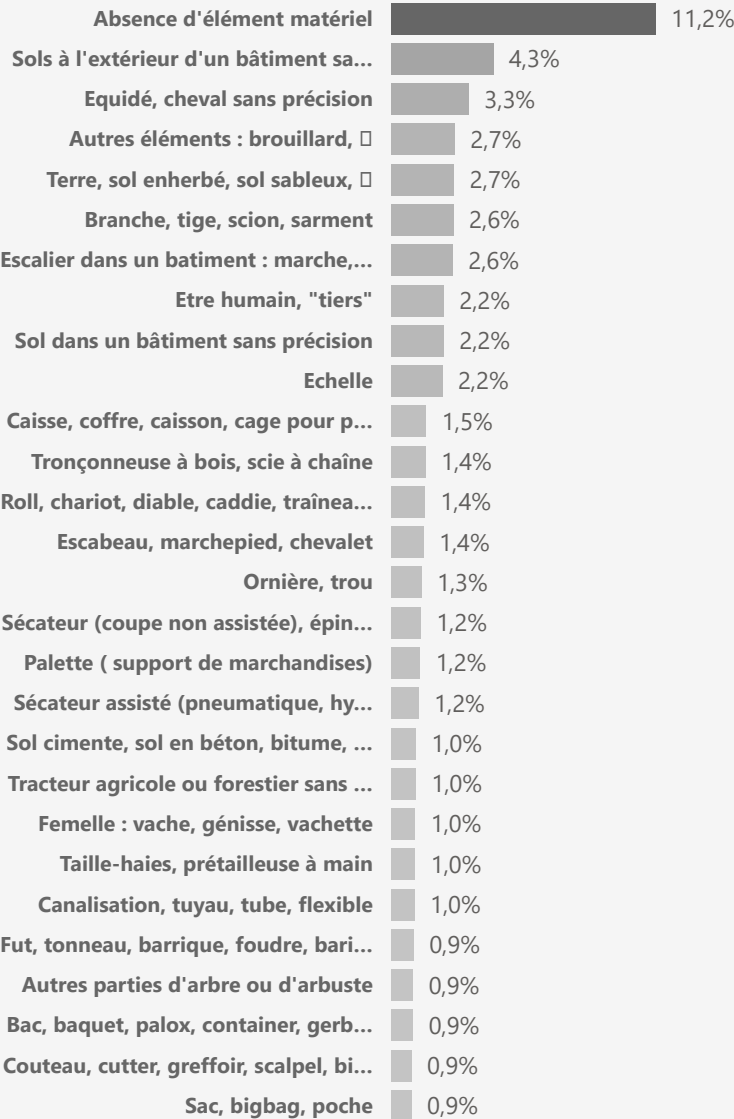 Absence d'élément matériel 11,2%
Sols à l'extérieur d'un bâtiment sa... 4,3%
Equidé, cheval sans précision 3,3%
Autres éléments : brouillard, 2,7%
Terre, sol enherbé, sol sableux, 2,7%
Branche, tige, scion, sarment 2,6%
Escalier dans un batiment : marche,... 2,6%
Etre humain, "tiers" 2,2%
Sol dans un bâtiment sans précision 2,2%
Echelle 2,2%
Caisse, coffre, caisson, cage pour p... 1,5%
Tronçonneuse à bois, scie à chaîne 1,4%
Roll, chariot, diable, caddie, traînea... 1,4%
Escabeau, marchepied, chevalet 1,4%
Ornière, trou 1,3%
Sécateur (coupe non assistée), épin... 1,2%
Palette ( support de marchandises) 1,2%
Sécateur assisté (pneumatique, hy... 1,2%
Sol cimente, sol en béton, bitume, ... 1,0%
Tracteur agricole ou forestier sans ... 1,0%
Femelle : vache, génisse, vachette 1,0%
Taille-haies, prétailleuse à main 1,0%
Canalisation, tuyau, tube, flexible 1,0%
Fut, tonneau, barrique, foudre, bari... 0,9%
Autres parties d'arbre ou d'arbuste 0,9%
Bac, baquet, palox, container, gerb... 0,9%
Couteau, cutter, greffoir, scalpel, bi... 0,9%
Sac, bigbag, poche 0,9%